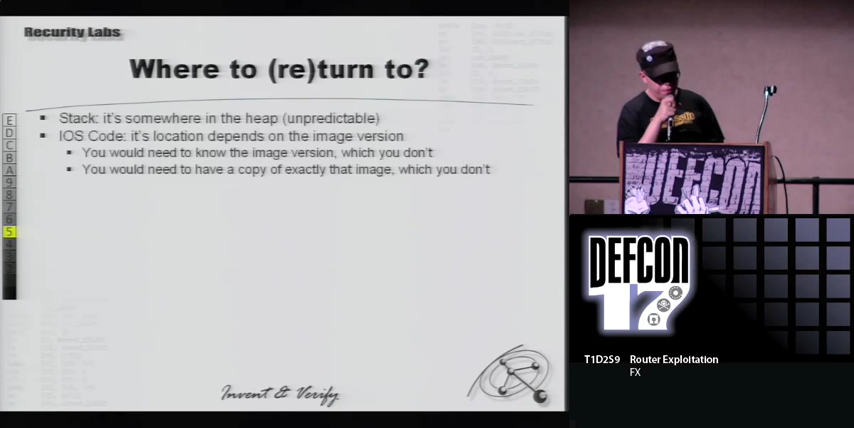 Recurity Labs
Where to (re)turn to?
Stack: it's somewhere in the heap (unpredictable)
IOS Code: it's location depends on the image version
You would need to know the image version, which you don't
You would need to have a copy of exactly that image, which you don't
E
D
C
B
A
9
8
7
6
5
4
3
Invent & Verify
DEFCON
DEFCON
17
T1D2S9 Router Exploitation
FX